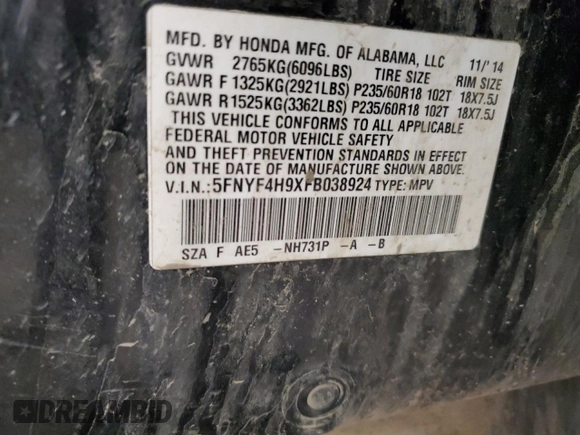 MFD. BY HONDA MFG. OF ALABAMA, LLC 11/'14
GVWR 2765KG(6096LBS) TIRE SIZE RIM SIZE
GAWR F 1325KG(2921LBS) P235/60R18 102T 18X7.5J
GAWR R 1525KG(3362LBS) P235/60R18 102T 18X7.5J
THIS VEHICLE CONFORMS TO ALL APPLICABLE
FEDERAL MOTOR VEHICLE SAFETY
AND THEFT PREVENTION STANDARDS IN EFFECT
ON THE DATE OF MANUFACTURE SHOWN ABOVE.
V.I.N.:5FNYF4H9XFB038924 TYPE: MPV
SZA F AE5 -NH731P -A -B
DREAMBID